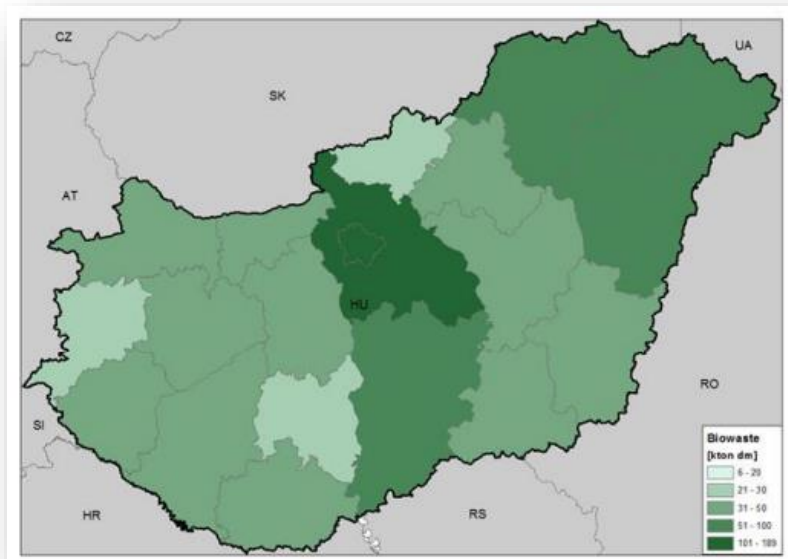 CZ
UA
SK
AT
HU
RO
SI
HR
RS
Biowaste
[kton dm]
6 - 20
21 - 30
31 - 50
51 - 100
101 - 189